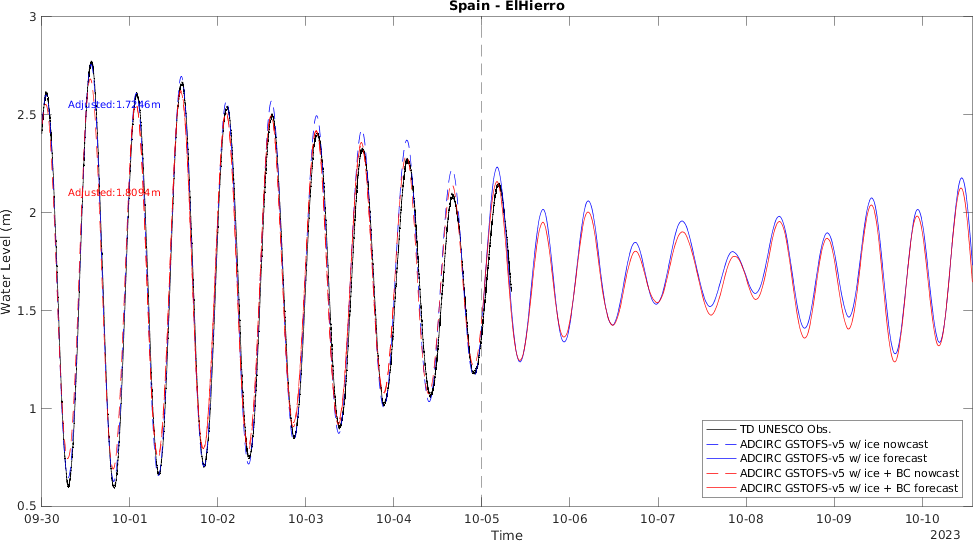 Spain - ElHierro
3
2.5
2
1.5
1
0.5
Water Level (m)
Adjusted:1.7246m
Adjusted:1.8094m
TD UNESCO Obs.
ADCIRC GSTOFS-v5 w/ ice nowcast
ADCIRC GSTOFS-v5 w/ ice forecast
ADCIRC GSTOFS-v5 w/ ice + BC nowcast
ADCIRC GSTOFS-v5 w/ ice + BC forecast
09-30 10-01 10-02 10-03 10-04 10-05 10-06 10-07 10-08 10-09 10-10
2023
Time